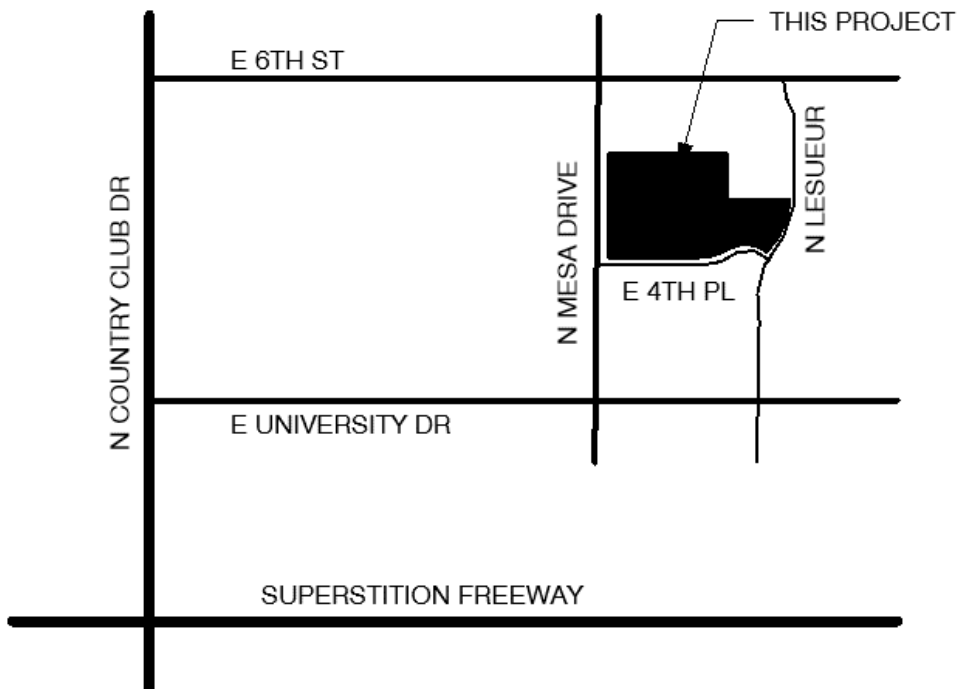 THIS PROJECT
E 6TH ST
N COUNTRY CLUB DR
N MESA DRIVE
N LESUEUR
E 4TH PL
E UNIVERSITY DR
SUPERSTITION FREEWAY